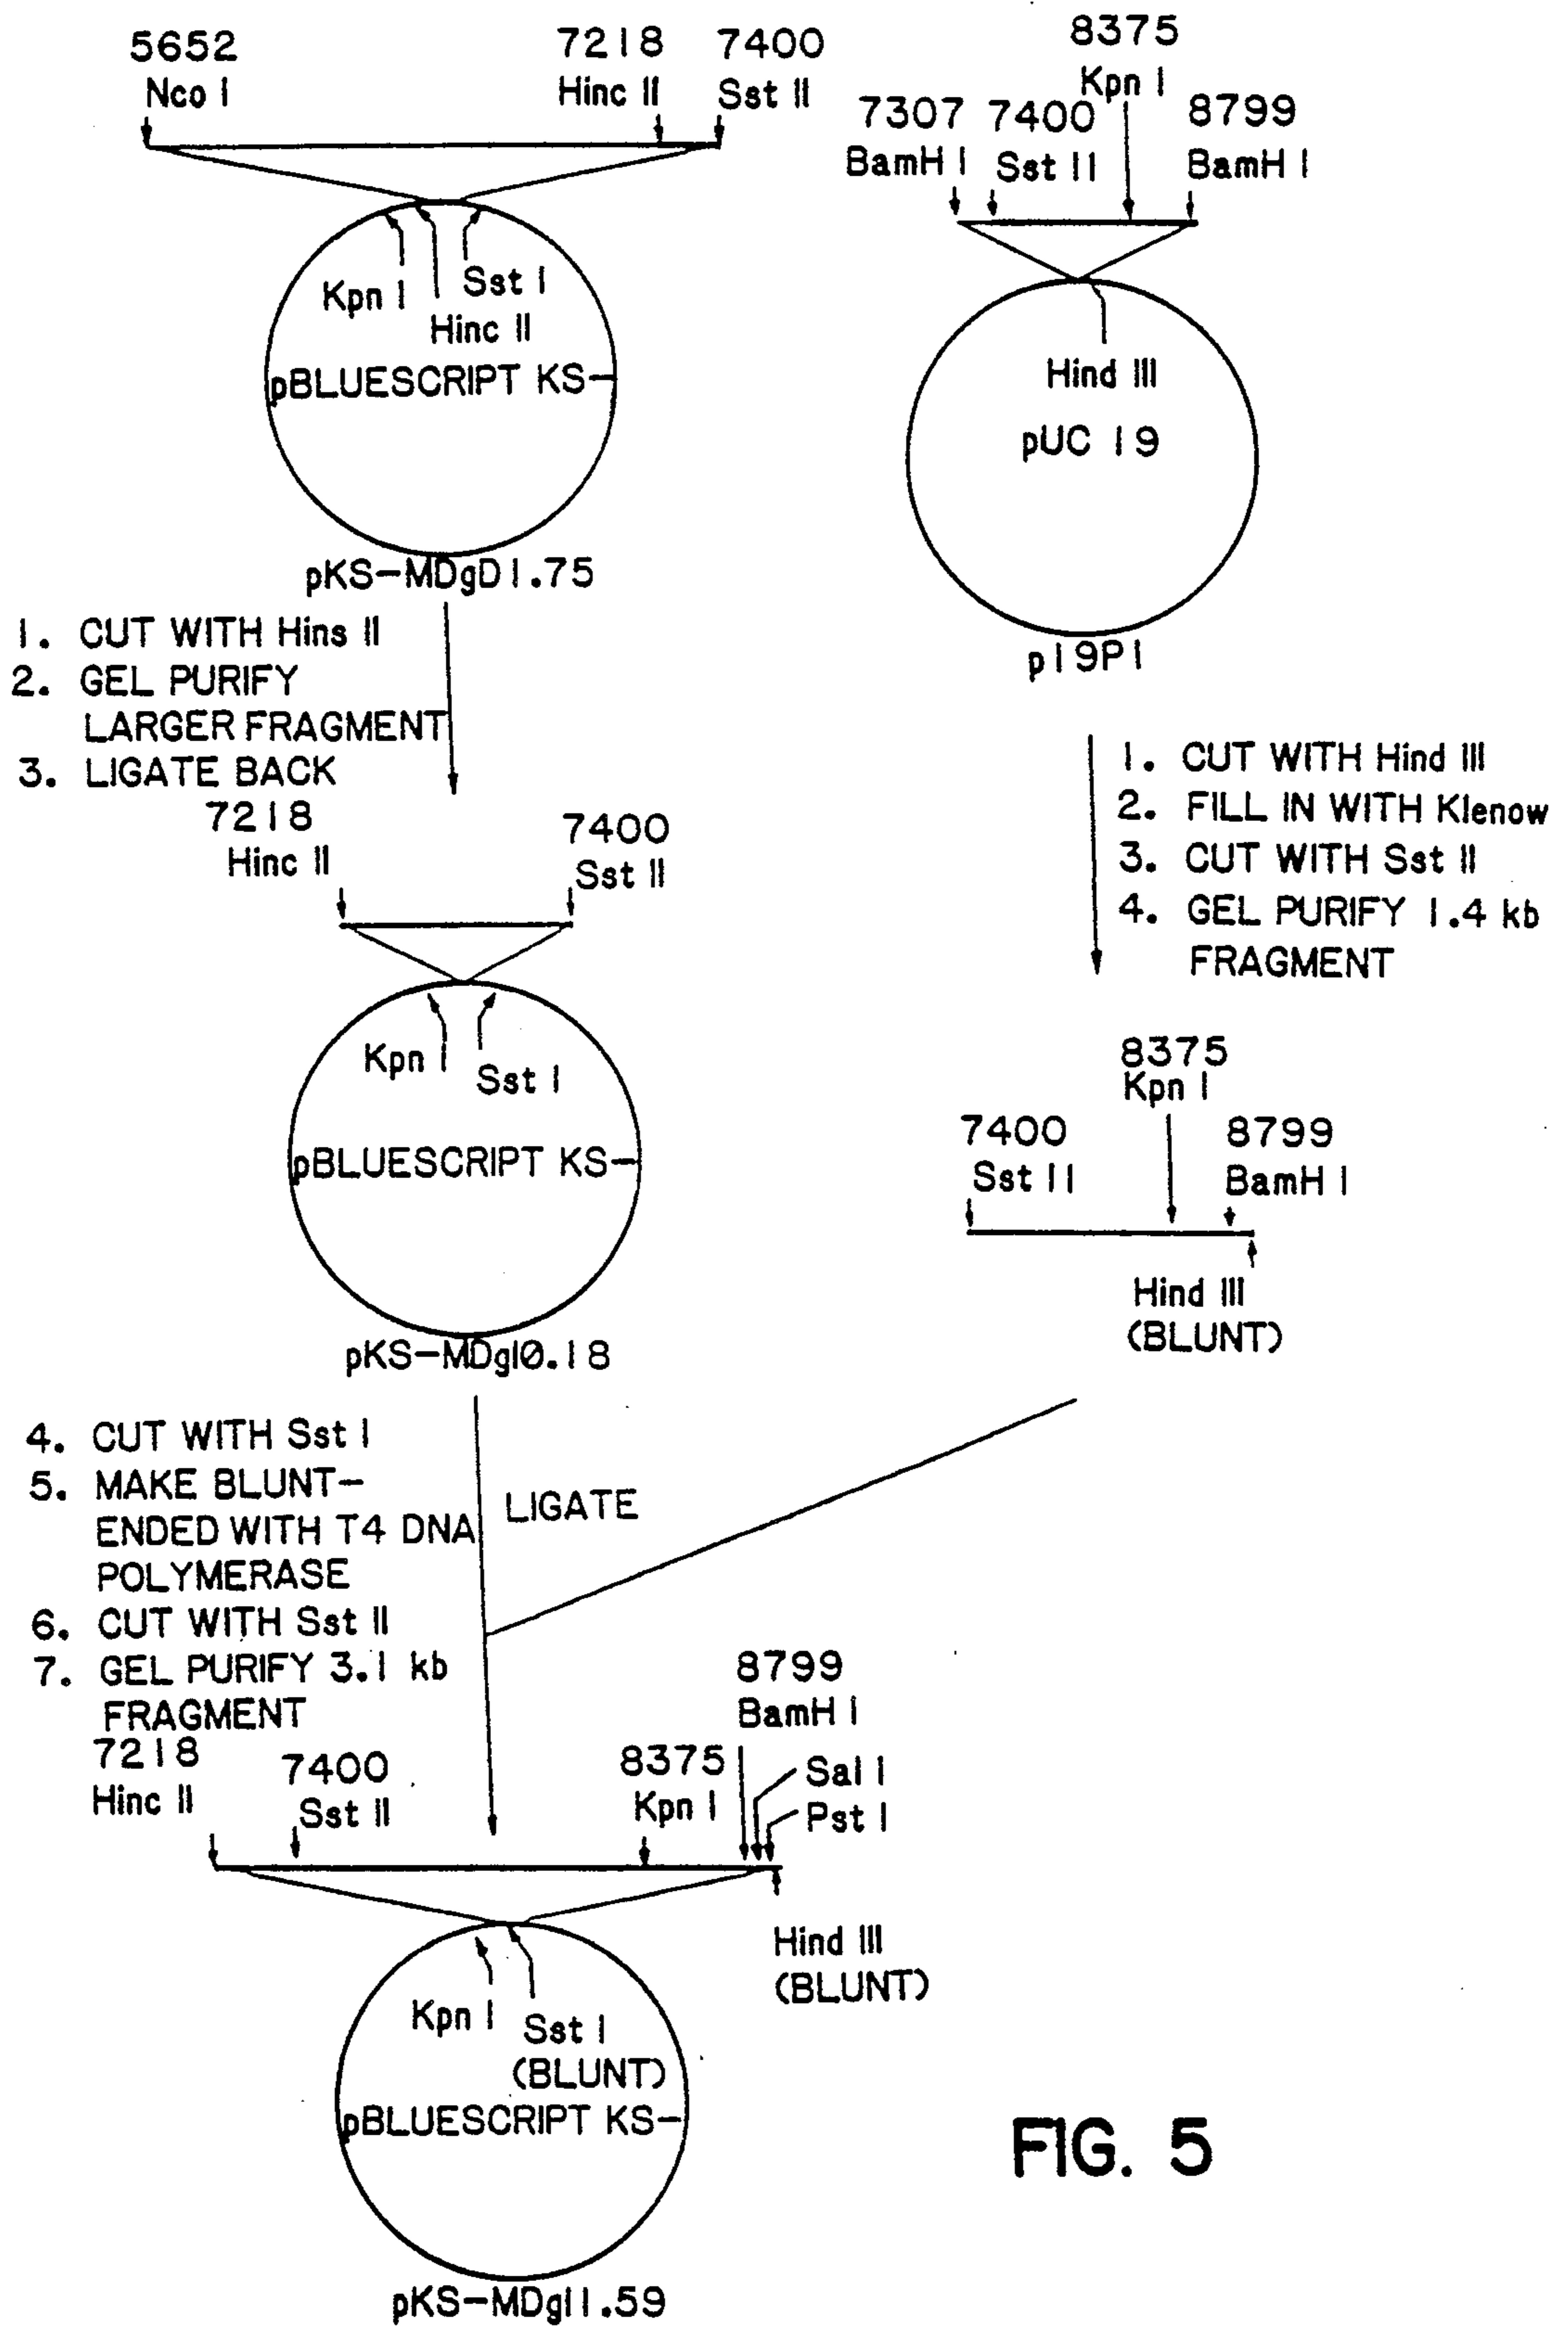 5652
Nco I
7218
Hinc II
7400
Sst II
Kpn I
Hinc II
Sst I
pBLUESCRIPT KS-
pKS-MDgD1.75
8375
Kpn I
7307
BamH I
7400
Sst II
8799
BamH I
Hind III
pUC 19
p19P1
1. CUT WITH Hins II
2. GEL PURIFY
LARGER FRAGMENT
3. LIGATE BACK
1. CUT WITH Hind III
2. FILL IN WITH Klenow
3. CUT WITH Sst II
4. GEL PURIFY 1.4 kb
FRAGMENT
7218
Hinc II
7400
Sst II
Kpn I
Sst I
pBLUESCRIPT KS-
pKS-MDgI0.18
8375
Kpn I
7400
Sst II
8799
BamH I
Hind III
(BLUNT)
4. CUT WITH Sst I
5. MAKE BLUNT-
ENDED WITH T4 DNA
POLYMERASE
6. CUT WITH Sst II
7. GEL PURIFY 3.1 kb
FRAGMENT
LIGATE
7218
Hinc II
7400
Sst II
8375
Kpn I
8799
BamH I
Sal I
Pst I
Hind III
(BLUNT)
Kpn I
Sst I
(BLUNT)
pBLUESCRIPT KS-
pKS-MDgI1.59
FIG. 5